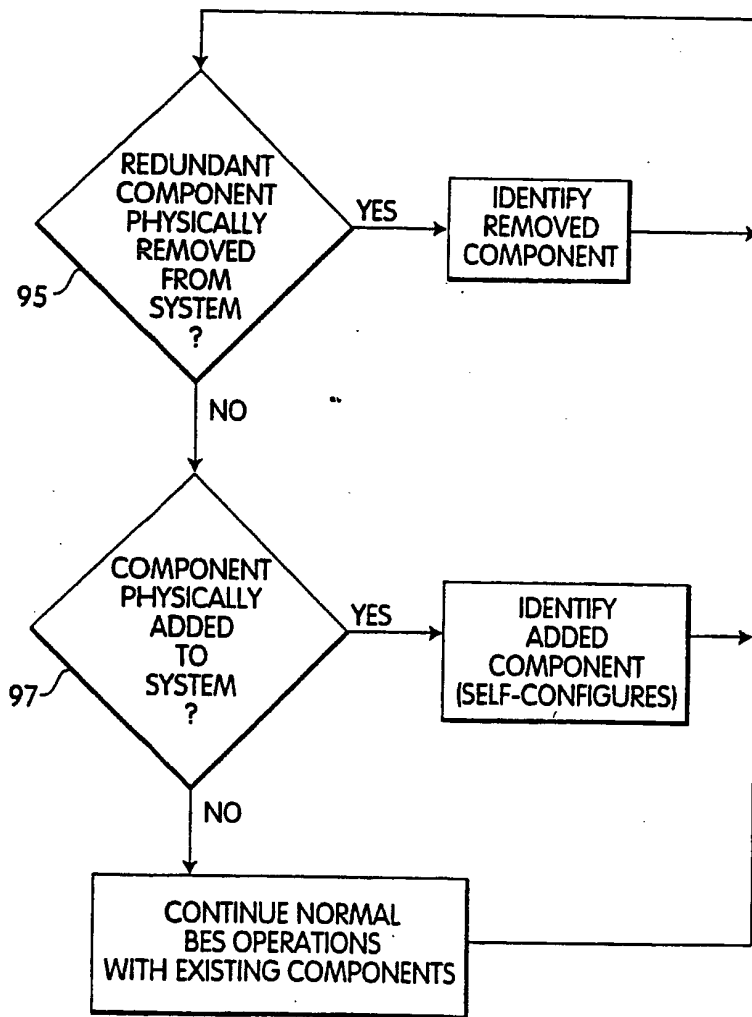 REDUNDANT
COMPONENT
PHYSICALLY
REMOVED
FROM
SYSTEM
?
YES
IDENTIFY
REMOVED
COMPONENT
95
NO
COMPONENT
PHYSICALLY
ADDED
TO
SYSTEM
?
YES
IDENTIFY
ADDED
COMPONENT
(SELF-CONFIGURES)
97
NO
CONTINUE NORMAL
BES OPERATIONS
WITH EXISTING COMPONENTS